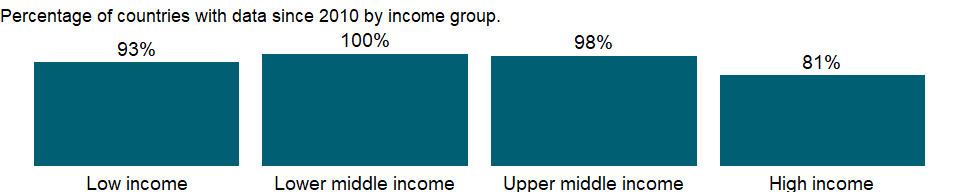 Percentage of countries with data since 2010 by income group.
93%
100%
98%
81%
Low income
Lower middle income
Upper middle income
High income